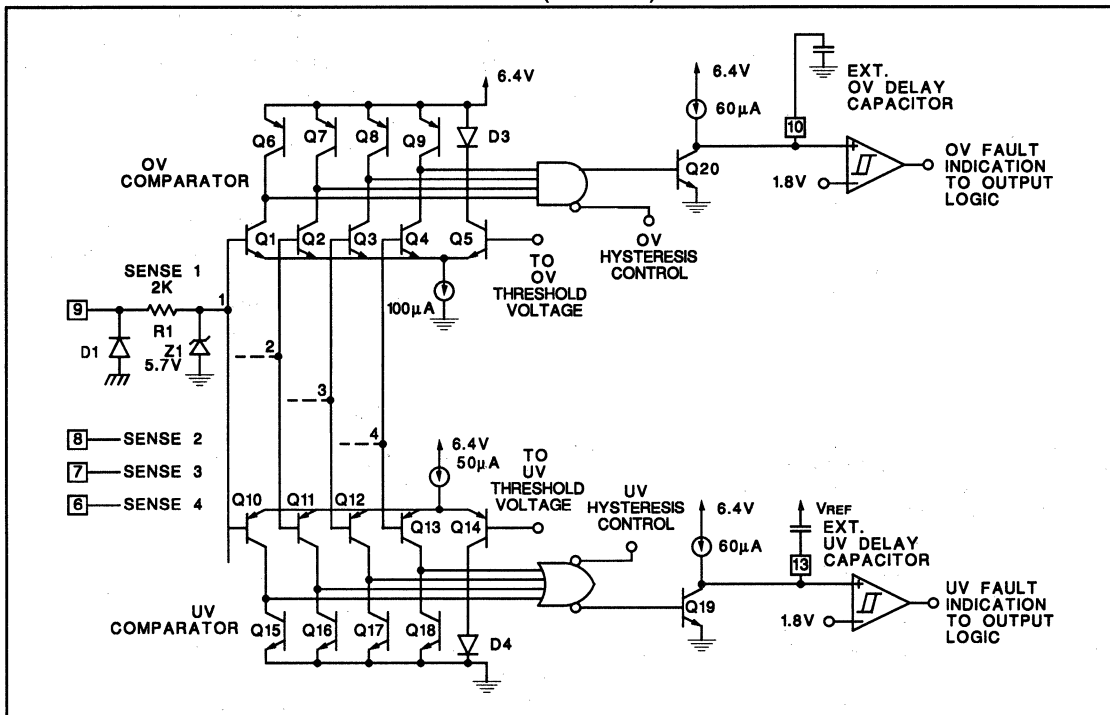 6.4V
Q6
Q7
Q8
Q9
D3
OV
COMPARATOR
Q1
Q2
Q3
Q4
Q5
TO
OV
THRESHOLD
VOLTAGE
100µA
OV
HYSTERESIS
CONTROL
6.4V
60µA
Q20
10
EXT.
OV DELAY
CAPACITOR
1.8V
+
−
OV FAULT
INDICATION
TO OUTPUT
LOGIC
SENSE 1
2K
R1
9
D1
Z1
5.7V
1
2
3
4
8 SENSE 2
7 SENSE 3
6 SENSE 4
6.4V
50µA
TO
UV
THRESHOLD
VOLTAGE
Q10
Q11
Q12
Q13
Q14
UV
HYSTERESIS
CONTROL
UV
COMPARATOR
Q15
Q16
Q17
Q18
D4
6.4V
60µA
Q19
VREF
EXT.
UV DELAY
CAPACITOR
13
1.8V
+
−
UV FAULT
INDICATION
TO OUTPUT
LOGIC